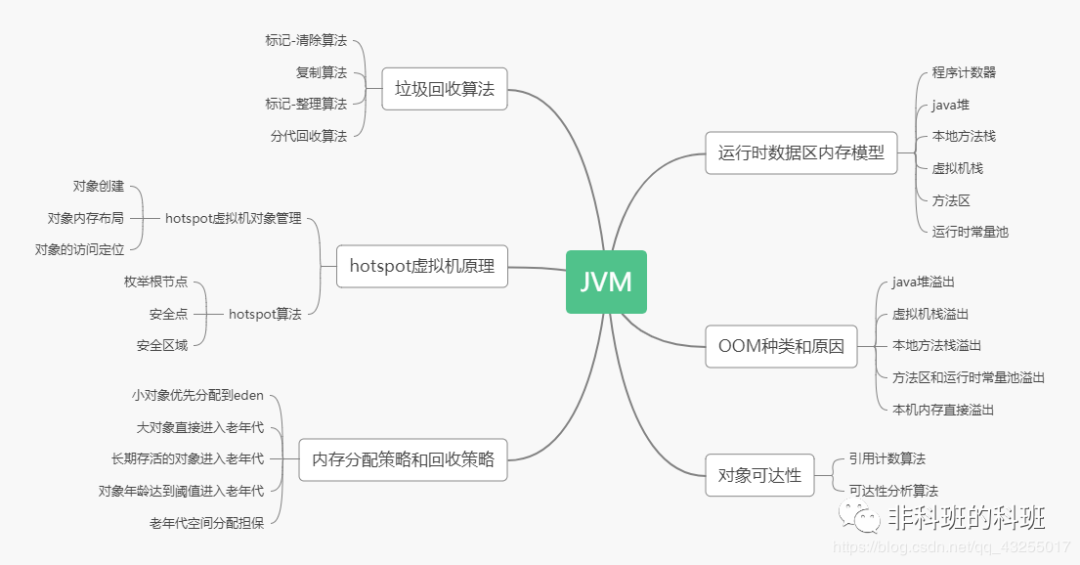 标记-清除算法
复制算法
标记-整理算法
分代回收算法
垃圾回收算法
对象创建
对象内存布局
对象的访问定位
hotspot虚拟机对象管理
枚举根节点
安全点
安全区域
hotspot算法
hotspot虚拟机原理
小对象优先分配到eden
大对象直接进入老年代
长期存活的对象进入老年代
对象年龄达到阈值进入老年代
老年代空间分配担保
内存分配策略和回收策略
JVM
运行时数据区内存模型
程序计数器
java堆
本地方法栈
虚拟机栈
方法区
运行时常量池
OOM种类和原因
java堆溢出
虚拟机栈溢出
本地方法栈溢出
方法区和运行时常量池溢出
本机内存直接溢出
对象可达性
引用计数算法
可达性分析算法
非科班的科班
https://blog.csdn.net/qq_43255017